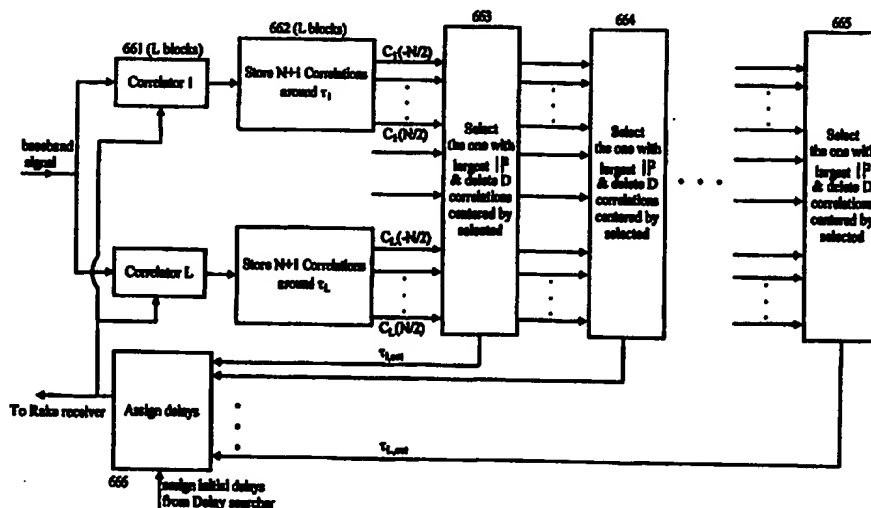 661 (L blocks)
Correlator 1
662 (L blocks)
Store N+1 Correlations
around τ₁
C₁(-N/2)
C₁(N/2)
663
Select
the one with
largest | |²
& delete D
correlations
centered by
selected
664
Select
the one with
largest | |²
& delete D
correlations
centered by
selected
665
Select
the one with
largest | |²
& delete D
correlations
centered by
selected
baseband
signal
Correlator L
Store N+1 Correlations
around τL
CL(-N/2)
CL(N/2)
τ1,est
To Rake receiver
Assign delays
τL,est
666
assign initial delays
from Delay searcher